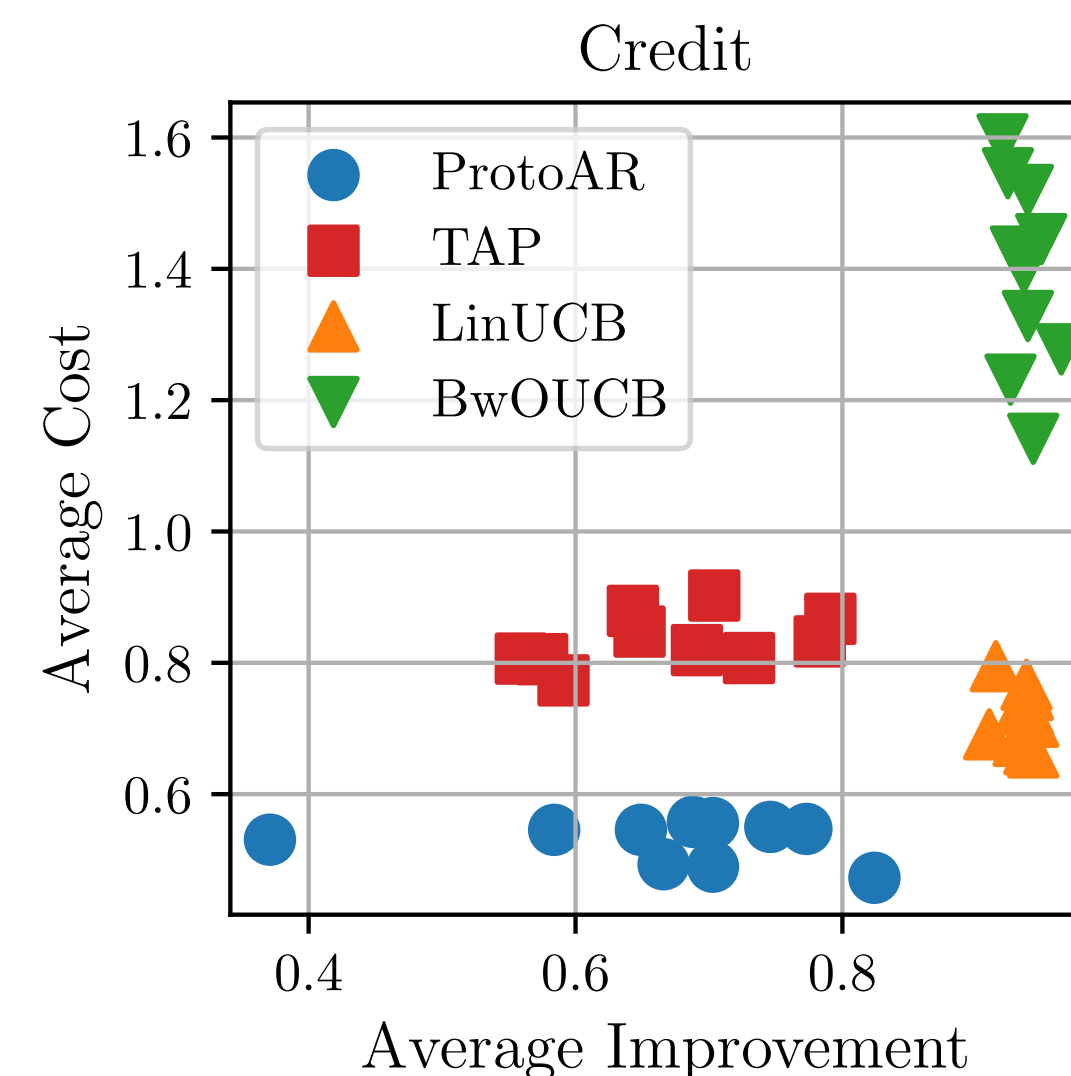 Credit
1.6
1.4
1.2
1.0
0.8
0.6
Average Cost
ProtoAR
TAP
LinUCB
BwOUCB
0.4 0.6 0.8
Average Improvement